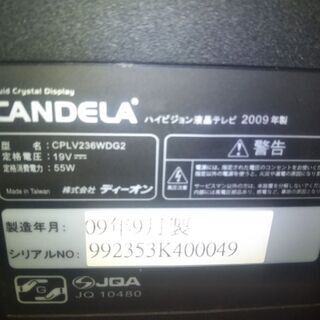 uid Crystal Display
CANDELA ハイビジョン液晶テレビ 2009年製
型 名 : CPLV236WDG2
定格電圧 : 19V⎓
定格消費電力 : 55W
Made in Taiwan 株式会社 ディーオン
警告
製造年月 : 09年9月製
シリアルNO: 992353K400049
G S JQA
JQ 10480